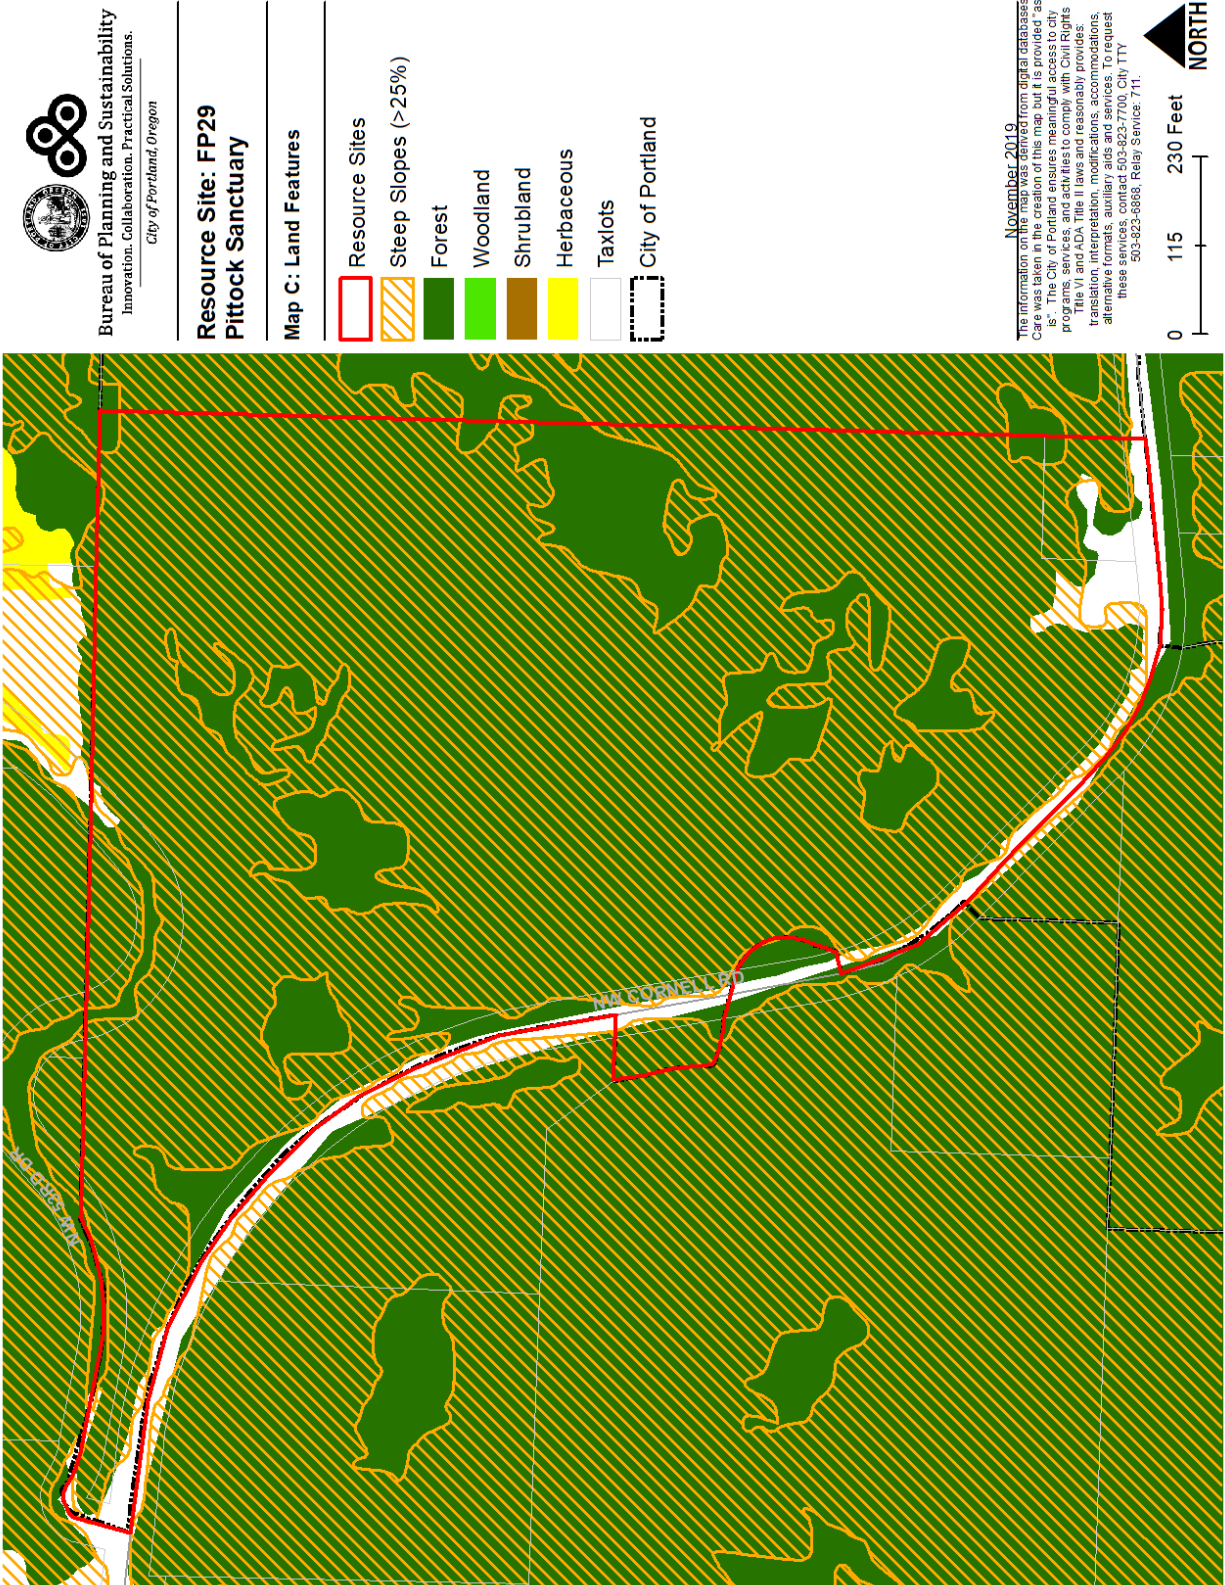 Bureau of Planning and Sustainability
Innovation. Collaboration. Practical Solutions.
City of Portland, Oregon
Resource Site: FP29
Pittock Sanctuary
Map C: Land Features
Resource Sites
Steep Slopes (>25%)
Forest
Woodland
Shrubland
Herbaceous
Taxlots
City of Portland
November 2019
The information on the map was derived from digital databases
Care was taken in the creation of this map but it is provided "as
is". The City of Portland ensures meaningful access to city
programs, services, and activities to comply with Civil Rights
Title VI and ADA Title II laws and reasonably provides:
translation, interpretation, modifications, accommodations,
alternative formats, auxiliary aids and services. To request
these services, contact 503-823-7700, City TTY
503-823-6868, Relay Service: 711.
0 115 230 Feet
NORTH
NW 53RD DR
NW CORNELL RD